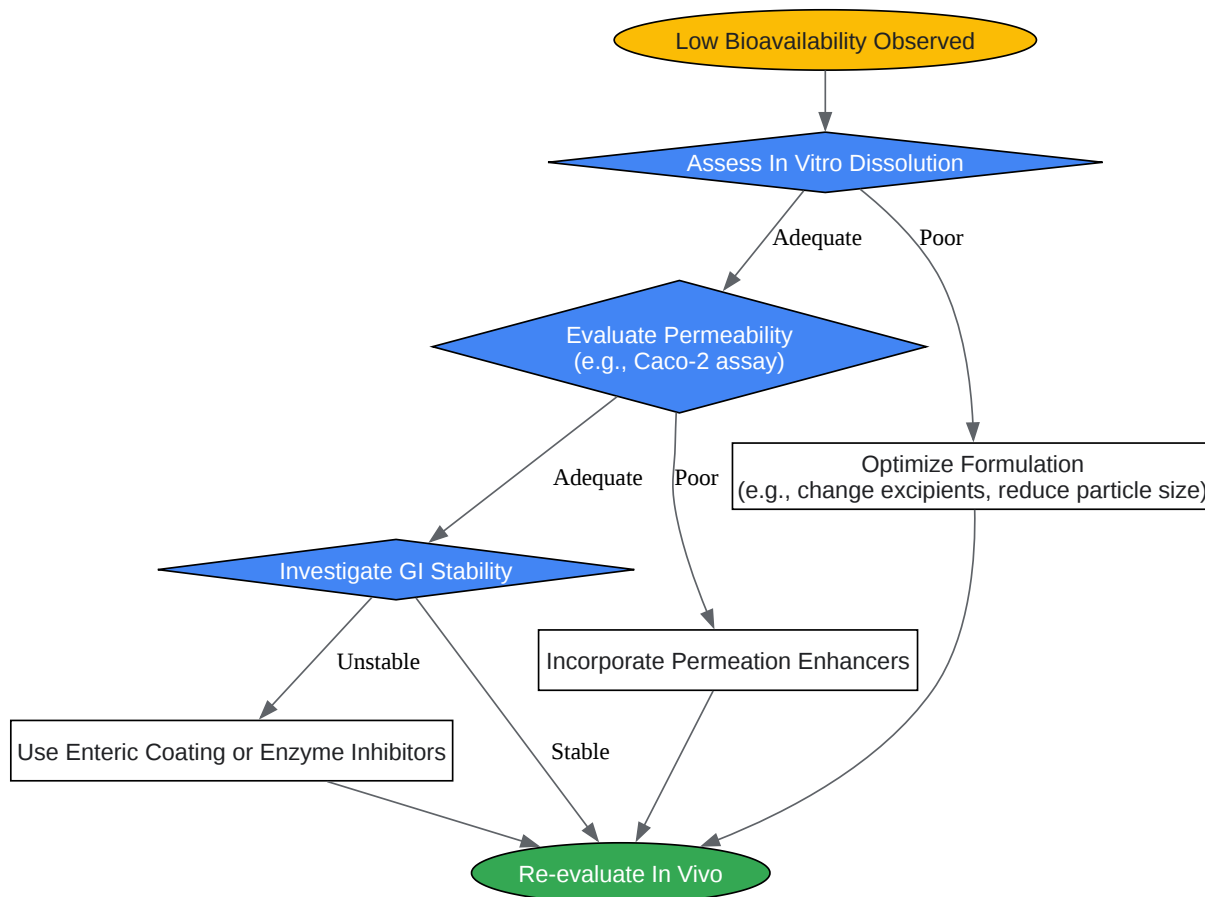 Low Bioavailability Observed
Assess In Vitro Dissolution
Adequate
Poor
Evaluate Permeability
(e.g., Caco-2 assay)
Optimize Formulation
(e.g., change excipients, reduce particle size)
Adequate
Poor
Investigate GI Stability
Unstable
Incorporate Permeation Enhancers
Use Enteric Coating or Enzyme Inhibitors
Stable
Re-evaluate In Vivo